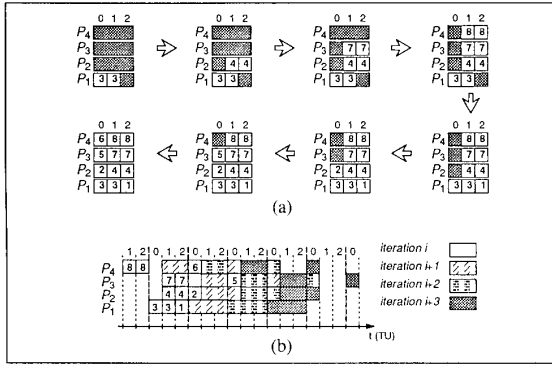 0 1 2 0 1 2 0 1 2 0 1 2
P4 P4 P4 P4 8 8
P3 P3 P3 7 7 P3 7 7
P2 P2 4 4 P2 4 4 P2 4 4
P1 3 3 P1 3 3 P1 3 3 P1 3 3
0 1 2 0 1 2 0 1 2 0 1 2
P4 6 8 8 P4 8 8 P4 8 8 P4 8 8
P3 5 7 7 P3 5 7 7 P3 7 7 P3 7 7
P2 2 4 4 P2 2 4 4 P2 2 4 4 P2 4 4
P1 3 3 1 P1 3 3 1 P1 3 3 1 P1 3 3 1
(a)
1 2 0 1 2 0 1 2 0 1 2 0 1 2 0 1 2 0
P4 8 8 6
P3 7 7 5
P2 4 4 2
P1 3 3 1
t (TU)
iteration i
iteration i+1
iteration i+2
iteration i+3
(b)